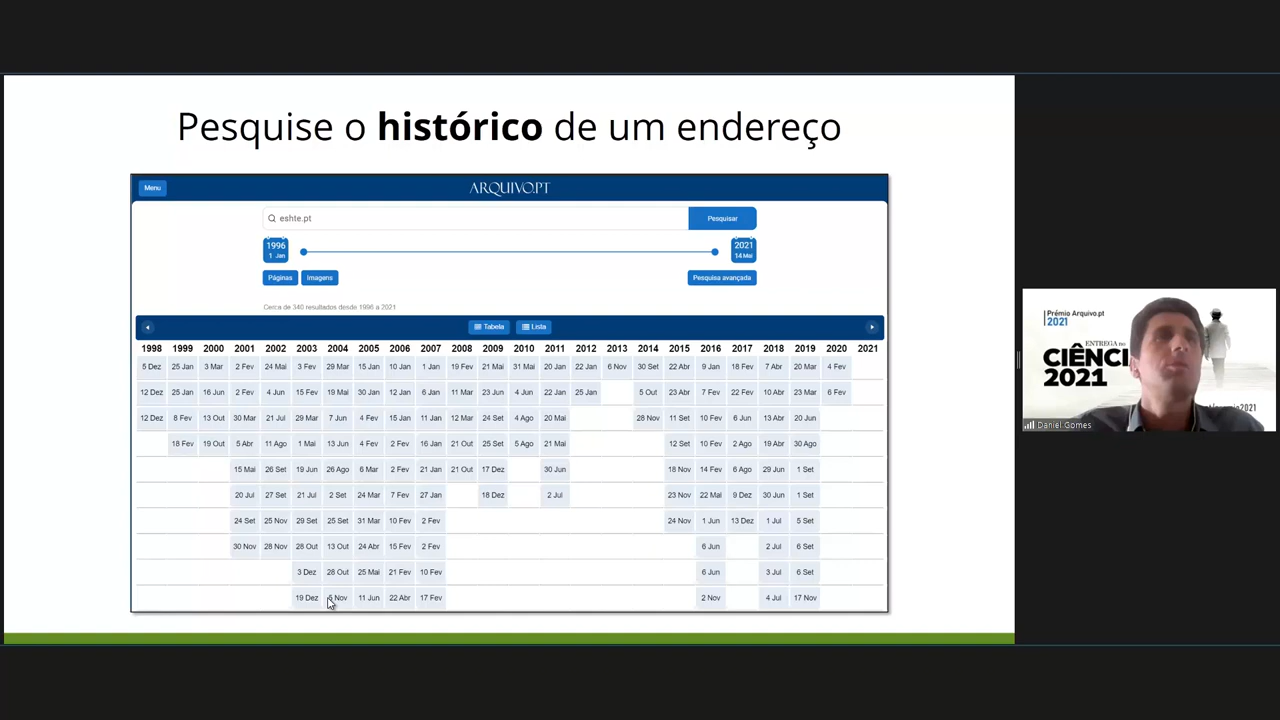 Pesquise o histórico de um endereço
Menu
ARQUIVO.PT
eshte.pt
Pesquisar
1996
1 Jan
2021
14 Mai
Páginas
Imagens
Pesquisa avançada
Cerca de 340 resultados desde 1996 a 2021
Tabela
Lista
1998 1999 2000 2001 2002 2003 2004 2005 2006 2007 2008 2009 2010 2011 2012 2013 2014 2015 2016 2017 2018 2019 2020 2021
5 Dez 25 Jan 3 Mar 2 Fev 24 Mai 3 Fev 29 Mar 15 Jan 10 Jan 1 Jan 19 Fev 21 Mai 31 Mai 20 Jan 22 Jan 6 Nov 30 Set 22 Abr 9 Jan 18 Fev 7 Abr 20 Mar 4 Fev
12 Dez 25 Jan 16 Jun 2 Fev 4 Jun 15 Fev 19 Mai 30 Jan 12 Jan 6 Jan 11 Mar 23 Jun 4 Jun 22 Jan 25 Jan 5 Out 23 Abr 7 Fev 22 Fev 10 Abr 23 Mar 6 Fev
12 Dez 8 Fev 13 Out 30 Mar 21 Jul 29 Mar 7 Jun 4 Fev 15 Jan 11 Jan 12 Mar 24 Set 4 Ago 20 Mai 28 Nov 11 Set 10 Fev 6 Jun 13 Abr 20 Jun
18 Fev 19 Out 5 Abr 11 Ago 1 Mai 13 Jun 4 Fev 2 Fev 16 Jan 21 Out 25 Set 5 Ago 21 Mai 12 Set 10 Fev 2 Ago 19 Abr 30 Ago
15 Mai 26 Set 19 Jun 26 Ago 6 Mar 2 Fev 21 Jan 21 Out 17 Dez 30 Jun 18 Nov 14 Fev 6 Ago 29 Jun 1 Set
20 Jul 27 Set 21 Jul 2 Set 24 Mar 7 Fev 27 Jan 18 Dez 2 Jul 23 Nov 22 Mai 9 Dez 30 Jun 1 Set
24 Set 25 Nov 29 Set 25 Set 31 Mar 10 Fev 2 Fev 24 Nov 1 Jun 13 Dez 1 Jul 5 Set
30 Nov 28 Nov 28 Out 13 Out 24 Abr 15 Fev 2 Fev 6 Jun 2 Jul 6 Set
3 Dez 28 Out 25 Mai 21 Fev 10 Fev 6 Jun 3 Jul 6 Set
19 Dez 5 Nov 11 Jun 22 Abr 17 Fev 2 Nov 4 Jul 17 Nov
Prémio Arquivo.pt
2021
ENTREGA no
CIÊNCI
2021
Daniel Gomes